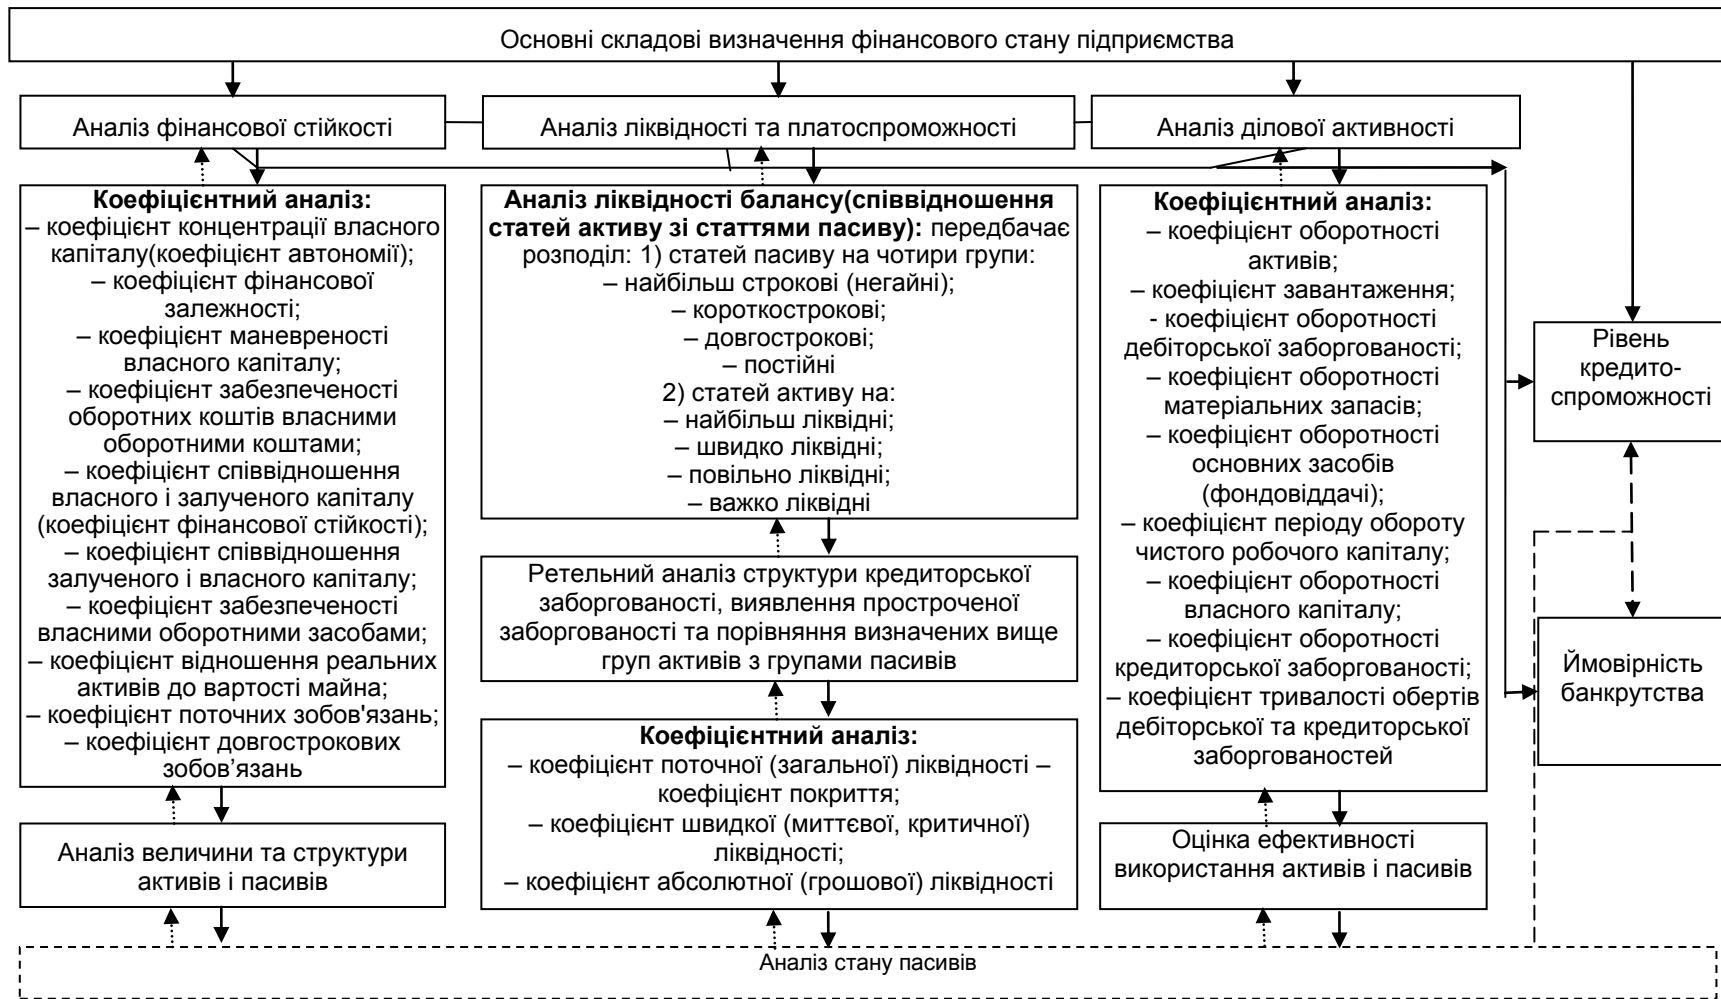 Основні складові визначення фінансового стану підприємства
Аналіз фінансової стійкості
Аналіз ліквідності та платоспроможності
Аналіз ділової активності
Коефіцієнтний аналіз:
– коефіцієнт концентрації власного
капіталу(коефіцієнт автономії);
– коефіцієнт фінансової
залежності;
– коефіцієнт маневреності
власного капіталу;
– коефіцієнт забезпеченості
оборотних коштів власними
оборотними коштами;
– коефіцієнт співвідношення
власного і залученого капіталу
(коефіцієнт фінансової стійкості);
– коефіцієнт співвідношення
залученого і власного капіталу;
– коефіцієнт забезпеченості
власними оборотними засобами;
– коефіцієнт відношення реальних
активів до вартості майна;
– коефіцієнт поточних зобов'язань;
– коефіцієнт довгострокових
зобов’язань
Аналіз величини та структури
активів і пасивів
Аналіз ліквідності балансу(співвідношення
статей активу зі статтями пасиву): передбачає
розподіл: 1) статей пасиву на чотири групи:
– найбільш строкові (негайні);
– короткострокові;
– довгострокові;
– постійні
2) статей активу на:
– найбільш ліквідні;
– швидко ліквідні;
– повільно ліквідні;
– важко ліквідні
Ретельний аналіз структури кредиторської
заборгованості, виявлення простроченої
заборгованості та порівняння визначених вище
груп активів з групами пасивів
Коефіцієнтний аналіз:
– коефіцієнт поточної (загальної) ліквідності –
коефіцієнт покриття;
– коефіцієнт швидкої (миттєвої, критичної)
ліквідності;
– коефіцієнт абсолютної (грошової) ліквідності
Коефіцієнтний аналіз:
– коефіцієнт оборотності
активів;
– коефіцієнт завантаження;
- коефіцієнт оборотності
дебіторської заборгованості;
– коефіцієнт оборотності
матеріальних запасів;
– коефіцієнт оборотності
основних засобів
(фондовіддачі);
– коефіцієнт періоду обороту
чистого робочого капіталу;
– коефіцієнт оборотності
власного капіталу;
– коефіцієнт оборотності
кредиторської заборгованості;
– коефіцієнт тривалості обертів
дебіторської та кредиторської
заборгованостей
Оцінка ефективності
використання активів і пасивів
Рівень
кредито-
спроможності
Ймовірність
банкрутства
Аналіз стану пасивів